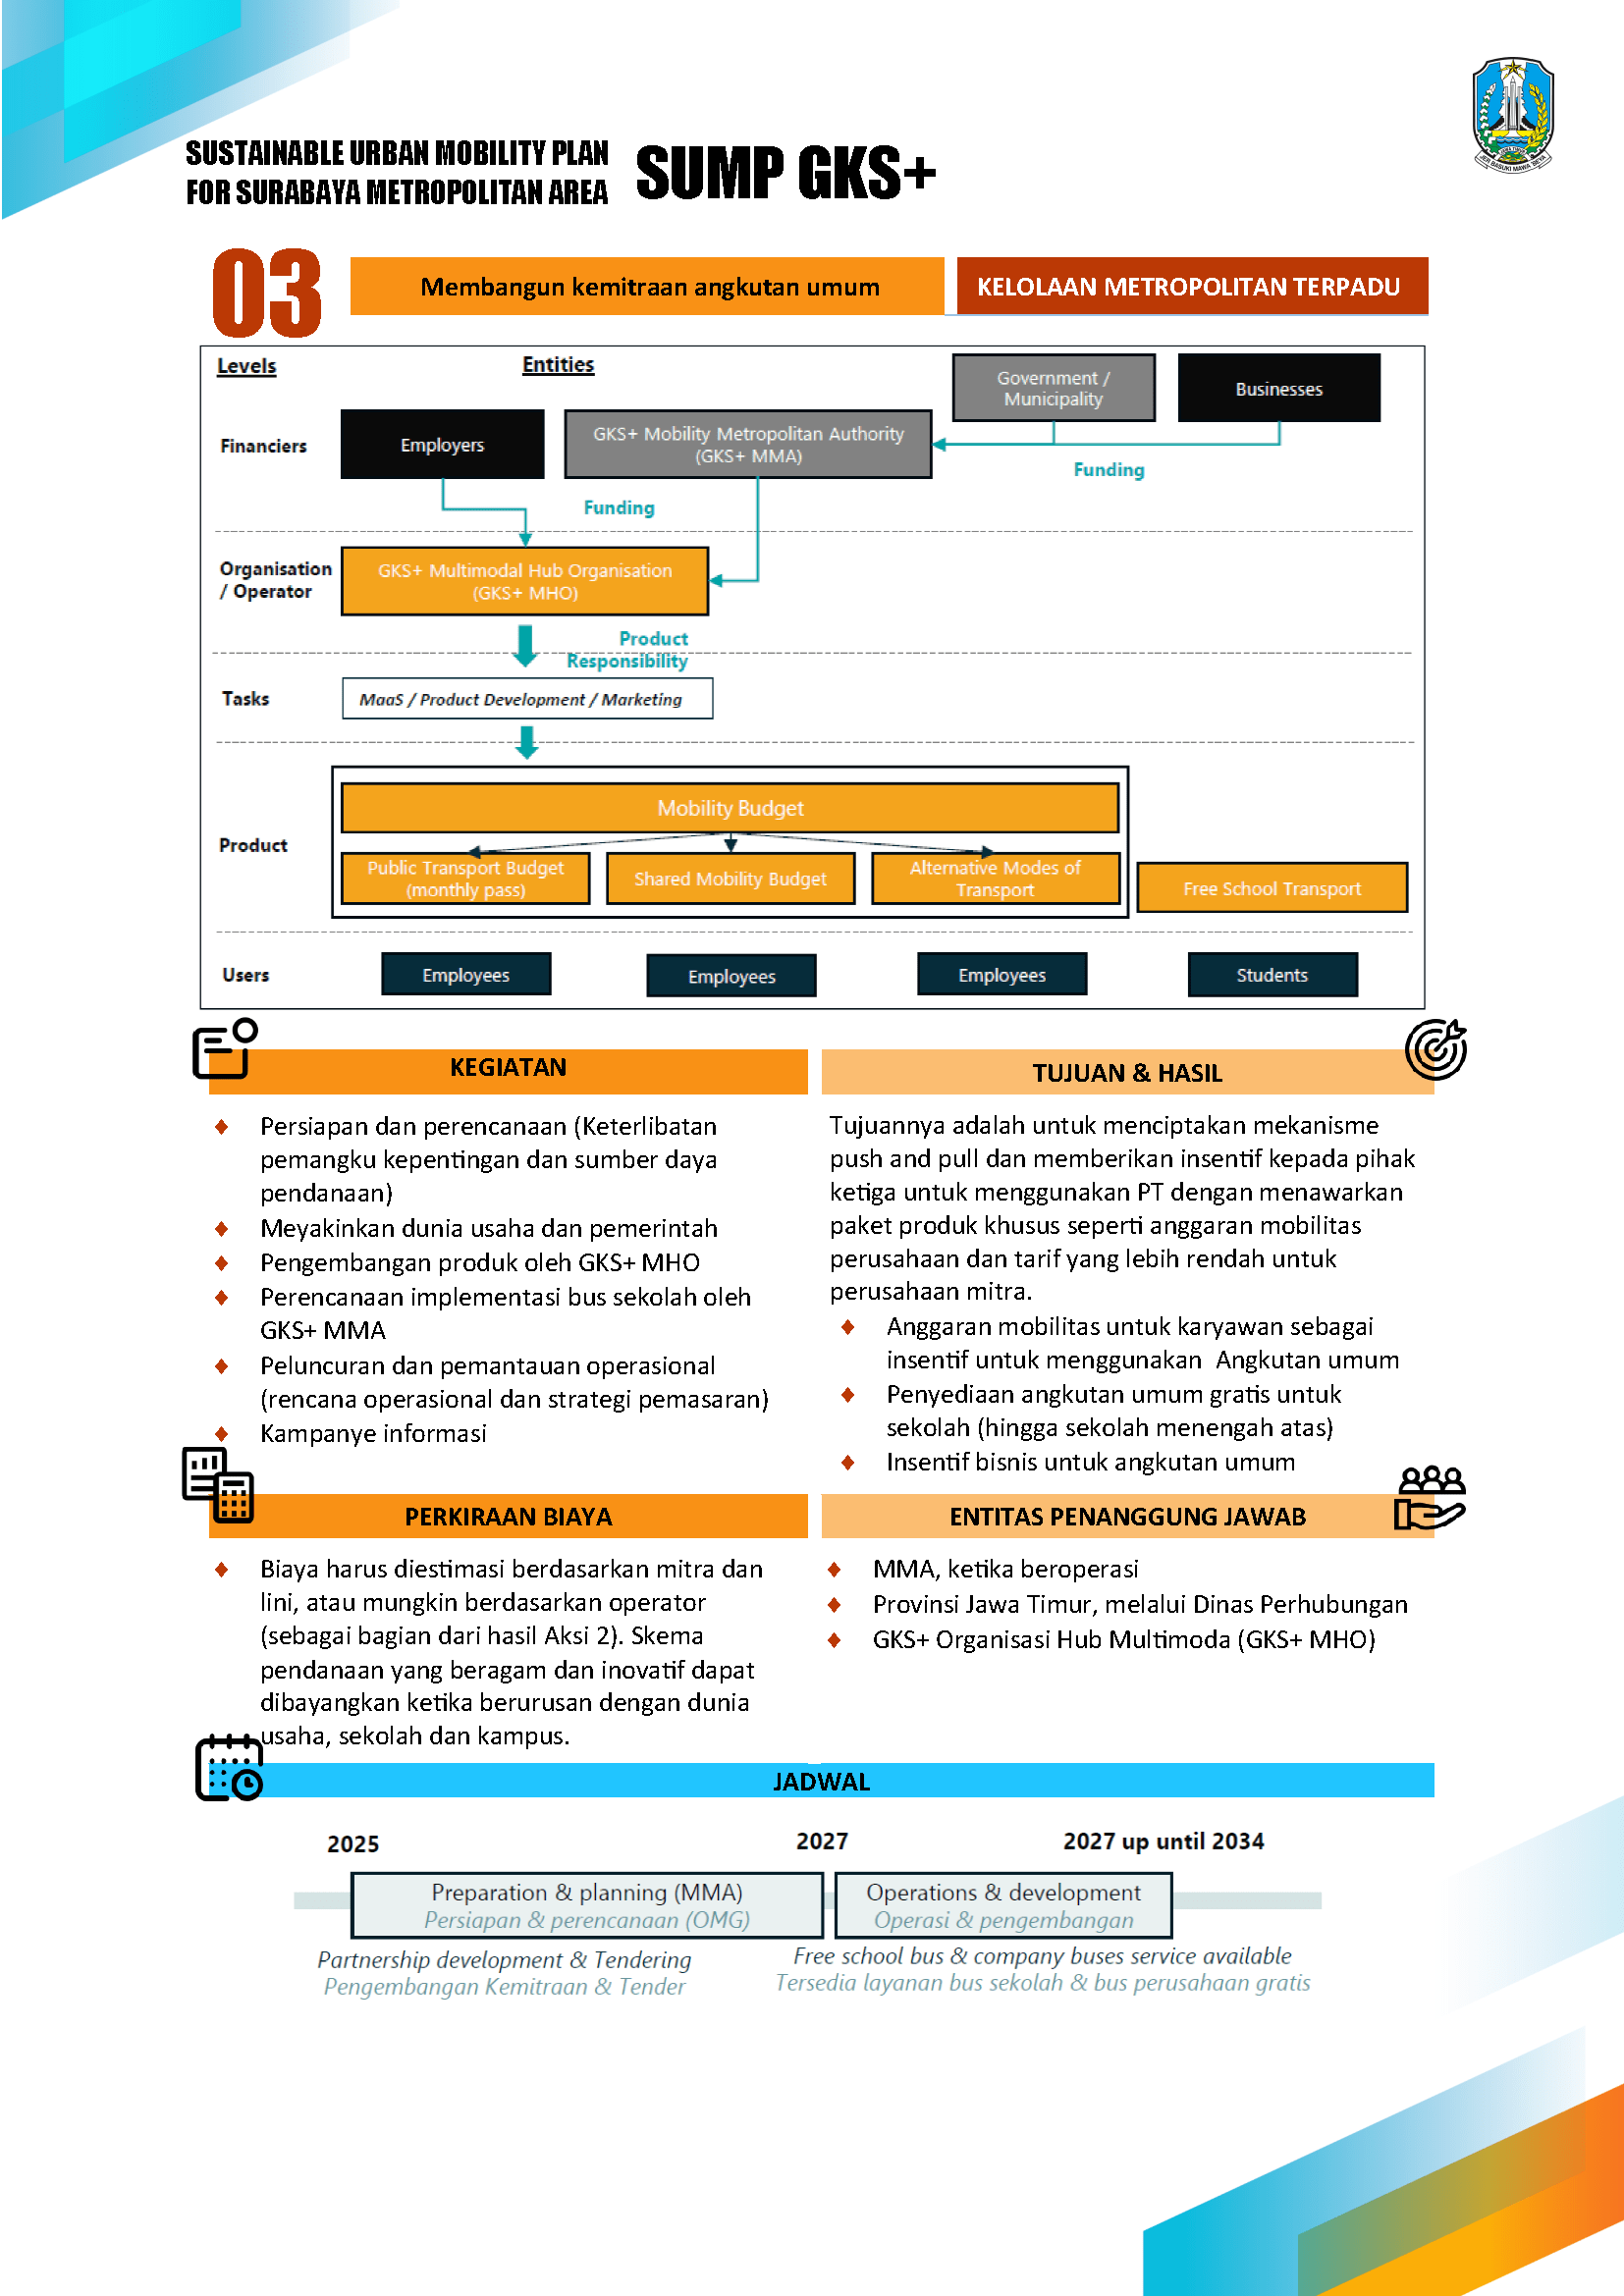 SUSTAINABLE URBAN MOBILITY PLAN
FOR SURABAYA METROPOLITAN AREA
SUMP GKS+
JAWA TIMUR
JER BASUKI MAWA BEYA
03
Membangun kemitraan angkutan umum
KELOLAAN METROPOLITAN TERPADU
Levels
Entities
Government /
Municipality
Businesses
Financiers
Employers
GKS+ Mobility Metropolitan Authority
(GKS+ MMA)
Funding
Funding
Organisation
/ Operator
GKS+ Multimodal Hub Organisation
(GKS+ MHO)
Product
Responsibility
Tasks
MaaS / Product Development / Marketing
Product
Mobility Budget
Public Transport Budget
(monthly pass)
Shared Mobility Budget
Alternative Modes of
Transport
Free School Transport
Users
Employees
Employees
Employees
Students
KEGIATAN
♦ Persiapan dan perencanaan (Keterlibatan
pemangku kepentingan dan sumber daya
pendanaan)
♦ Meyakinkan dunia usaha dan pemerintah
♦ Pengembangan produk oleh GKS+ MHO
♦ Perencanaan implementasi bus sekolah oleh
GKS+ MMA
♦ Peluncuran dan pemantauan operasional
(rencana operasional dan strategi pemasaran)
♦ Kampanye informasi
TUJUAN & HASIL
Tujuannya adalah untuk menciptakan mekanisme
push and pull dan memberikan insentif kepada pihak
ketiga untuk menggunakan PT dengan menawarkan
paket produk khusus seperti anggaran mobilitas
perusahaan dan tarif yang lebih rendah untuk
perusahaan mitra.
♦ Anggaran mobilitas untuk karyawan sebagai
insentif untuk menggunakan  Angkutan umum
♦ Penyediaan angkutan umum gratis untuk
sekolah (hingga sekolah menengah atas)
♦ Insentif bisnis untuk angkutan umum
PERKIRAAN BIAYA
♦ Biaya harus diestimasi berdasarkan mitra dan
lini, atau mungkin berdasarkan operator
(sebagai bagian dari hasil Aksi 2). Skema
pendanaan yang beragam dan inovatif dapat
dibayangkan ketika berurusan dengan dunia
usaha, sekolah dan kampus.
ENTITAS PENANGGUNG JAWAB
♦ MMA, ketika beroperasi
♦ Provinsi Jawa Timur, melalui Dinas Perhubungan
♦ GKS+ Organisasi Hub Multimoda (GKS+ MHO)
JADWAL
2025
2027
2027 up until 2034
Preparation & planning (MMA)
Persiapan & perencanaan (OMG)
Operations & development
Operasi & pengembangan
Partnership development & Tendering
Pengembangan Kemitraan & Tender
Free school bus & company buses service available
Tersedia layanan bus sekolah & bus perusahaan gratis